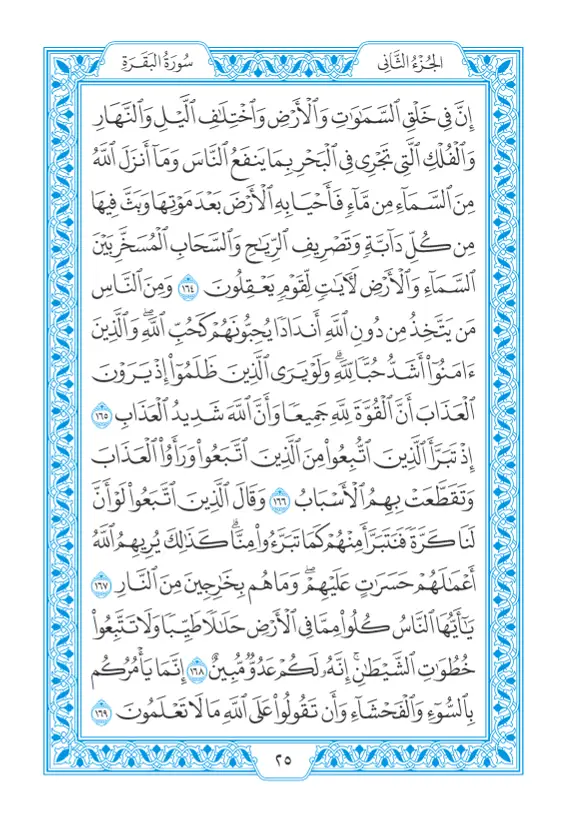 الجُزْءُ الثَّانِي
سُورَةُ البَقَرَةِ
إِنَّ فِي خَلْقِ ٱلسَّمَٰوَٰتِ وَٱلْأَرْضِ وَٱخْتِلَٰفِ ٱلَّيْلِ وَٱلنَّهَارِ
وَٱلْفُلْكِ ٱلَّتِي تَجْرِي فِي ٱلْبَحْرِ بِمَا يَنفَعُ ٱلنَّاسَ وَمَآ أَنزَلَ ٱللَّهُ
مِنَ ٱلسَّمَآءِ مِن مَّآءٖ فَأَحْيَا بِهِ ٱلْأَرْضَ بَعْدَ مَوْتِهَا وَبَثَّ فِيهَا
مِن كُلِّ دَآبَّةٖ وَتَصْرِيفِ ٱلرِّيَٰحِ وَٱلسَّحَابِ ٱلْمُسَخَّرِ بَيْنَ
ٱلسَّمَآءِ وَٱلْأَرْضِ لَأٓيَٰتٖ لِّقَوْمٖ يَعْقِلُونَ ١٦٤ وَمِنَ ٱلنَّاسِ
مَن يَتَّخِذُ مِن دُونِ ٱللَّهِ أَندَادٗا يُحِبُّونَهُمْ كَحُبِّ ٱللَّهِۖ وَٱلَّذِينَ
ءَامَنُوٓا۟ أَشَدُّ حُبّٗا لِّلَّهِۗ وَلَوْ يَرَى ٱلَّذِينَ ظَلَمُوٓا۟ إِذْ يَرَوْنَ
ٱلْعَذَابَ أَنَّ ٱلْقُوَّةَ لِلَّهِ جَمِيعٗا وَأَنَّ ٱللَّهَ شَدِيدُ ٱلْعَذَابِ ١٦٥
إِذْ تَبَرَّأَ ٱلَّذِينَ ٱتُّبِعُوا۟ مِنَ ٱلَّذِينَ ٱتَّبَعُوا۟ وَرَأَوُا۟ ٱلْعَذَابَ
وَتَقَطَّعَتْ بِهِمُ ٱلْأَسْبَابُ ١٦٦ وَقَالَ ٱلَّذِينَ ٱتَّبَعُوا۟ لَوْ أَنَّ
لَنَا كَرَّةٗ فَنَتَبَرَّأَ مِنْهُمْ كَمَا تَبَرَّءُوا۟ مِنَّاۗ كَذَٰلِكَ يُرِيهِمُ ٱللَّهُ
أَعْمَٰلَهُمْ حَسَرَٰتٍ عَلَيْهِمْۖ وَمَا هُم بِخَٰرِجِينَ مِنَ ٱلنَّارِ ١٦٧
يَٰٓأَيُّهَا ٱلنَّاسُ كُلُوا۟ مِمَّا فِي ٱلْأَرْضِ حَلَٰلٗا طَيِّبٗا وَلَا تَتَّبِعُوا۟
خُطُوَٰتِ ٱلشَّيْطَٰنِۚ إِنَّهُۥ لَكُمْ عَدُوّٞ مُّبِينٌ ١٦٨ إِنَّمَا يَأْمُرُكُم
بِٱلسُّوٓءِ وَٱلْفَحْشَآءِ وَأَن تَقُولُوا۟ عَلَى ٱللَّهِ مَا لَا تَعْلَمُونَ ١٦٩
٢٥